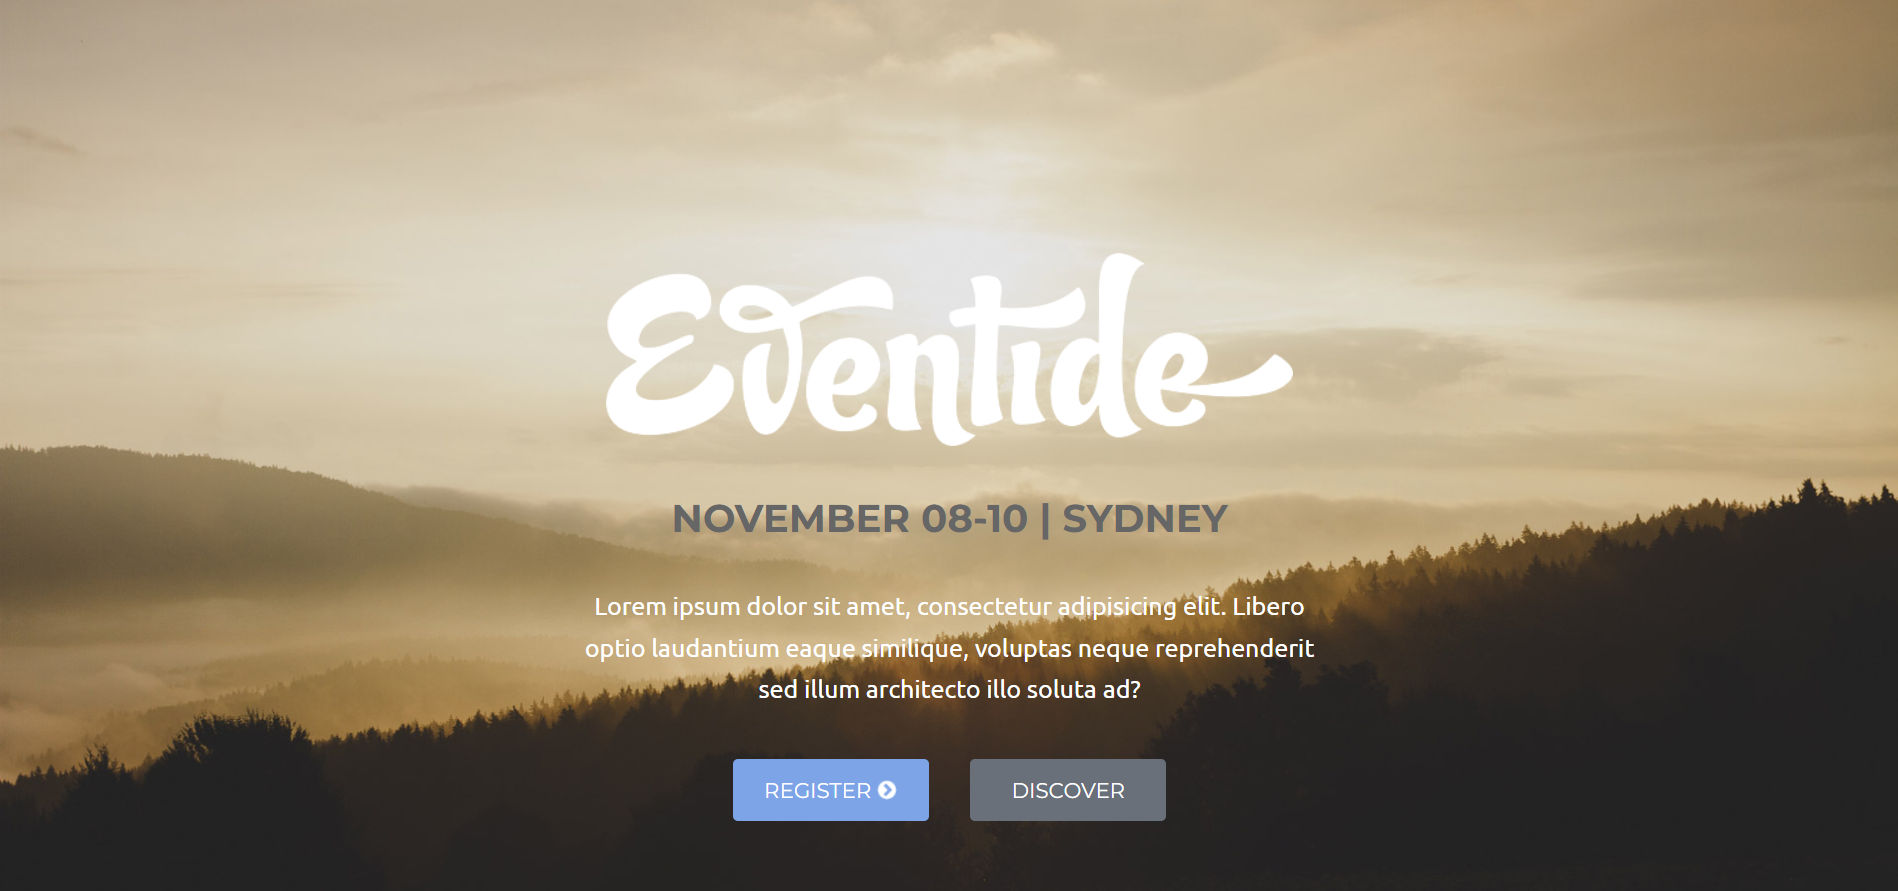 Eventide
NOVEMBER 08-10 | SYDNEY
Lorem ipsum dolor sit amet, consectetur adipisicing elit. Libero
optio laudantium eaque similique, voluptas neque reprehenderit
sed illum architecto illo soluta ad?
REGISTER
DISCOVER